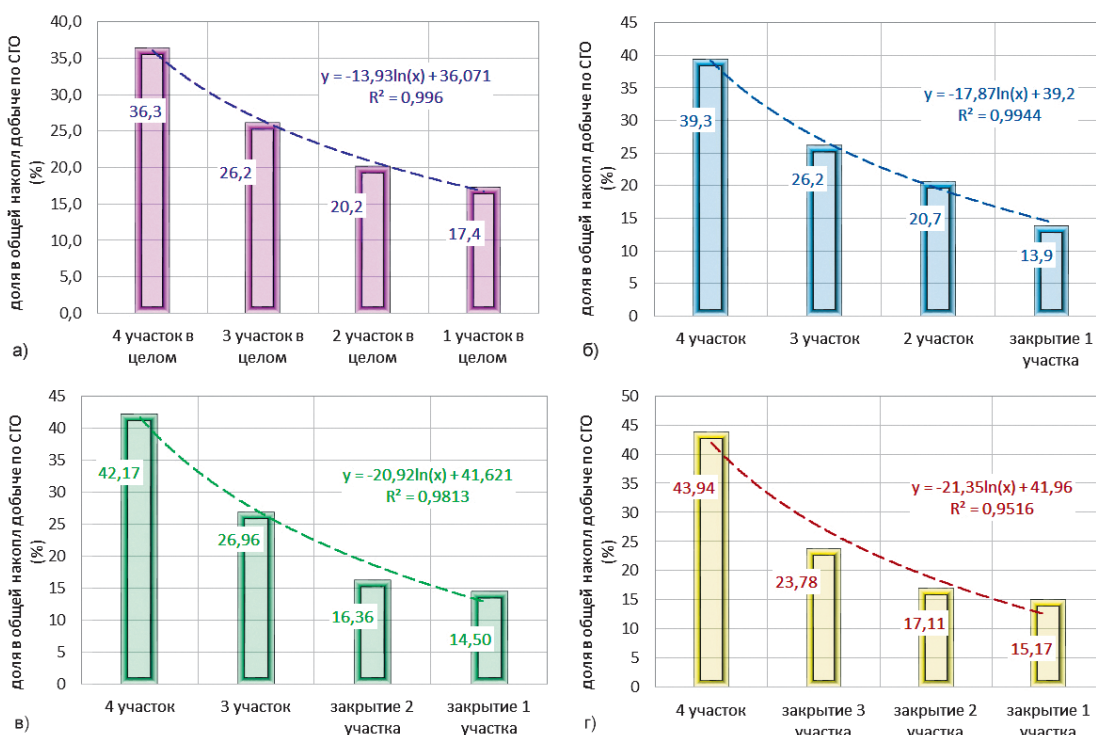 доля в общей накопл добыче по СГО
(%)
40,0
35,0
30,0
25,0
20,0
15,0
10,0
5,0
0,0
y = -13,93ln(x) + 36,071
R² = 0,996
36,3
26,2
20,2
17,4
4 участок в
целом
3 участок в
целом
2 участок в
целом
1 участок в
целом
а)
доля в общей накопл добыче по СГО
(%)
45
40
35
30
25
20
15
10
5
0
y = -17,87ln(x) + 39,2
R² = 0,9944
39,3
26,2
20,7
13,9
4 участок
3 участок
2 участок
закрытие 1
участка
б)
доля в общей накопл добыче по СГО
(%)
45
40
35
30
25
20
15
10
5
0
y = -20,92ln(x) + 41,621
R² = 0,9813
42,17
26,96
16,36
14,50
4 участок
3 участок
закрытие 2
участка
закрытие 1
участка
в)
доля в общей накопл добыче по СГО
(%)
50
45
40
35
30
25
20
15
10
5
0
y = -21,35ln(x) + 41,96
R² = 0,9516
43,94
23,78
17,11
15,17
4 участок
закрытие 3
участка
закрытие 2
участка
закрытие 1
участка
г)